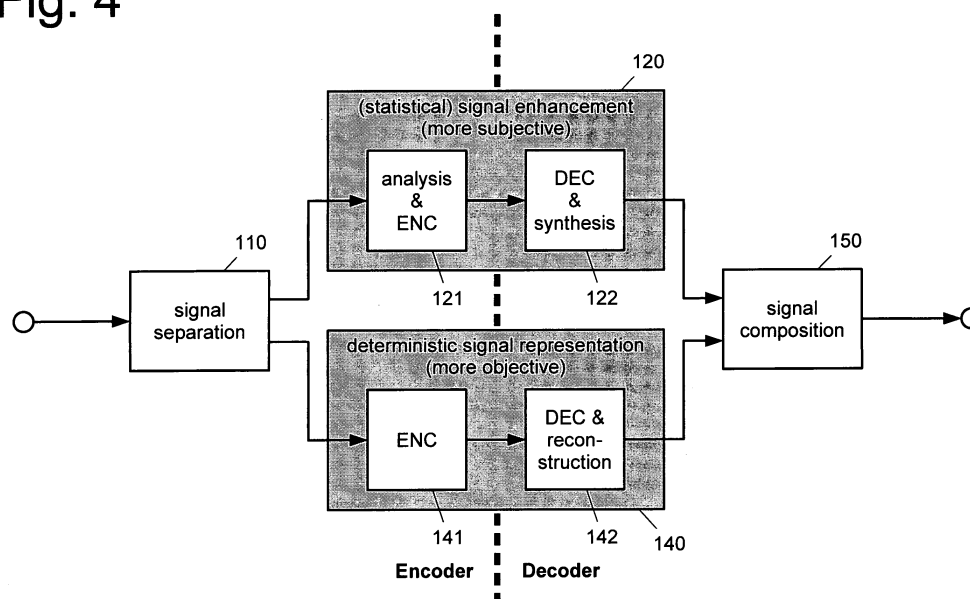 Fig. 4
120
(statistical) signal enhancement
(more subjective)
analysis
&
ENC
DEC
&
synthesis
121
122
110
signal
separation
150
signal
composition
deterministic signal representation
(more objective)
ENC
DEC &
recon-
struction
141
142
140
Encoder
Decoder